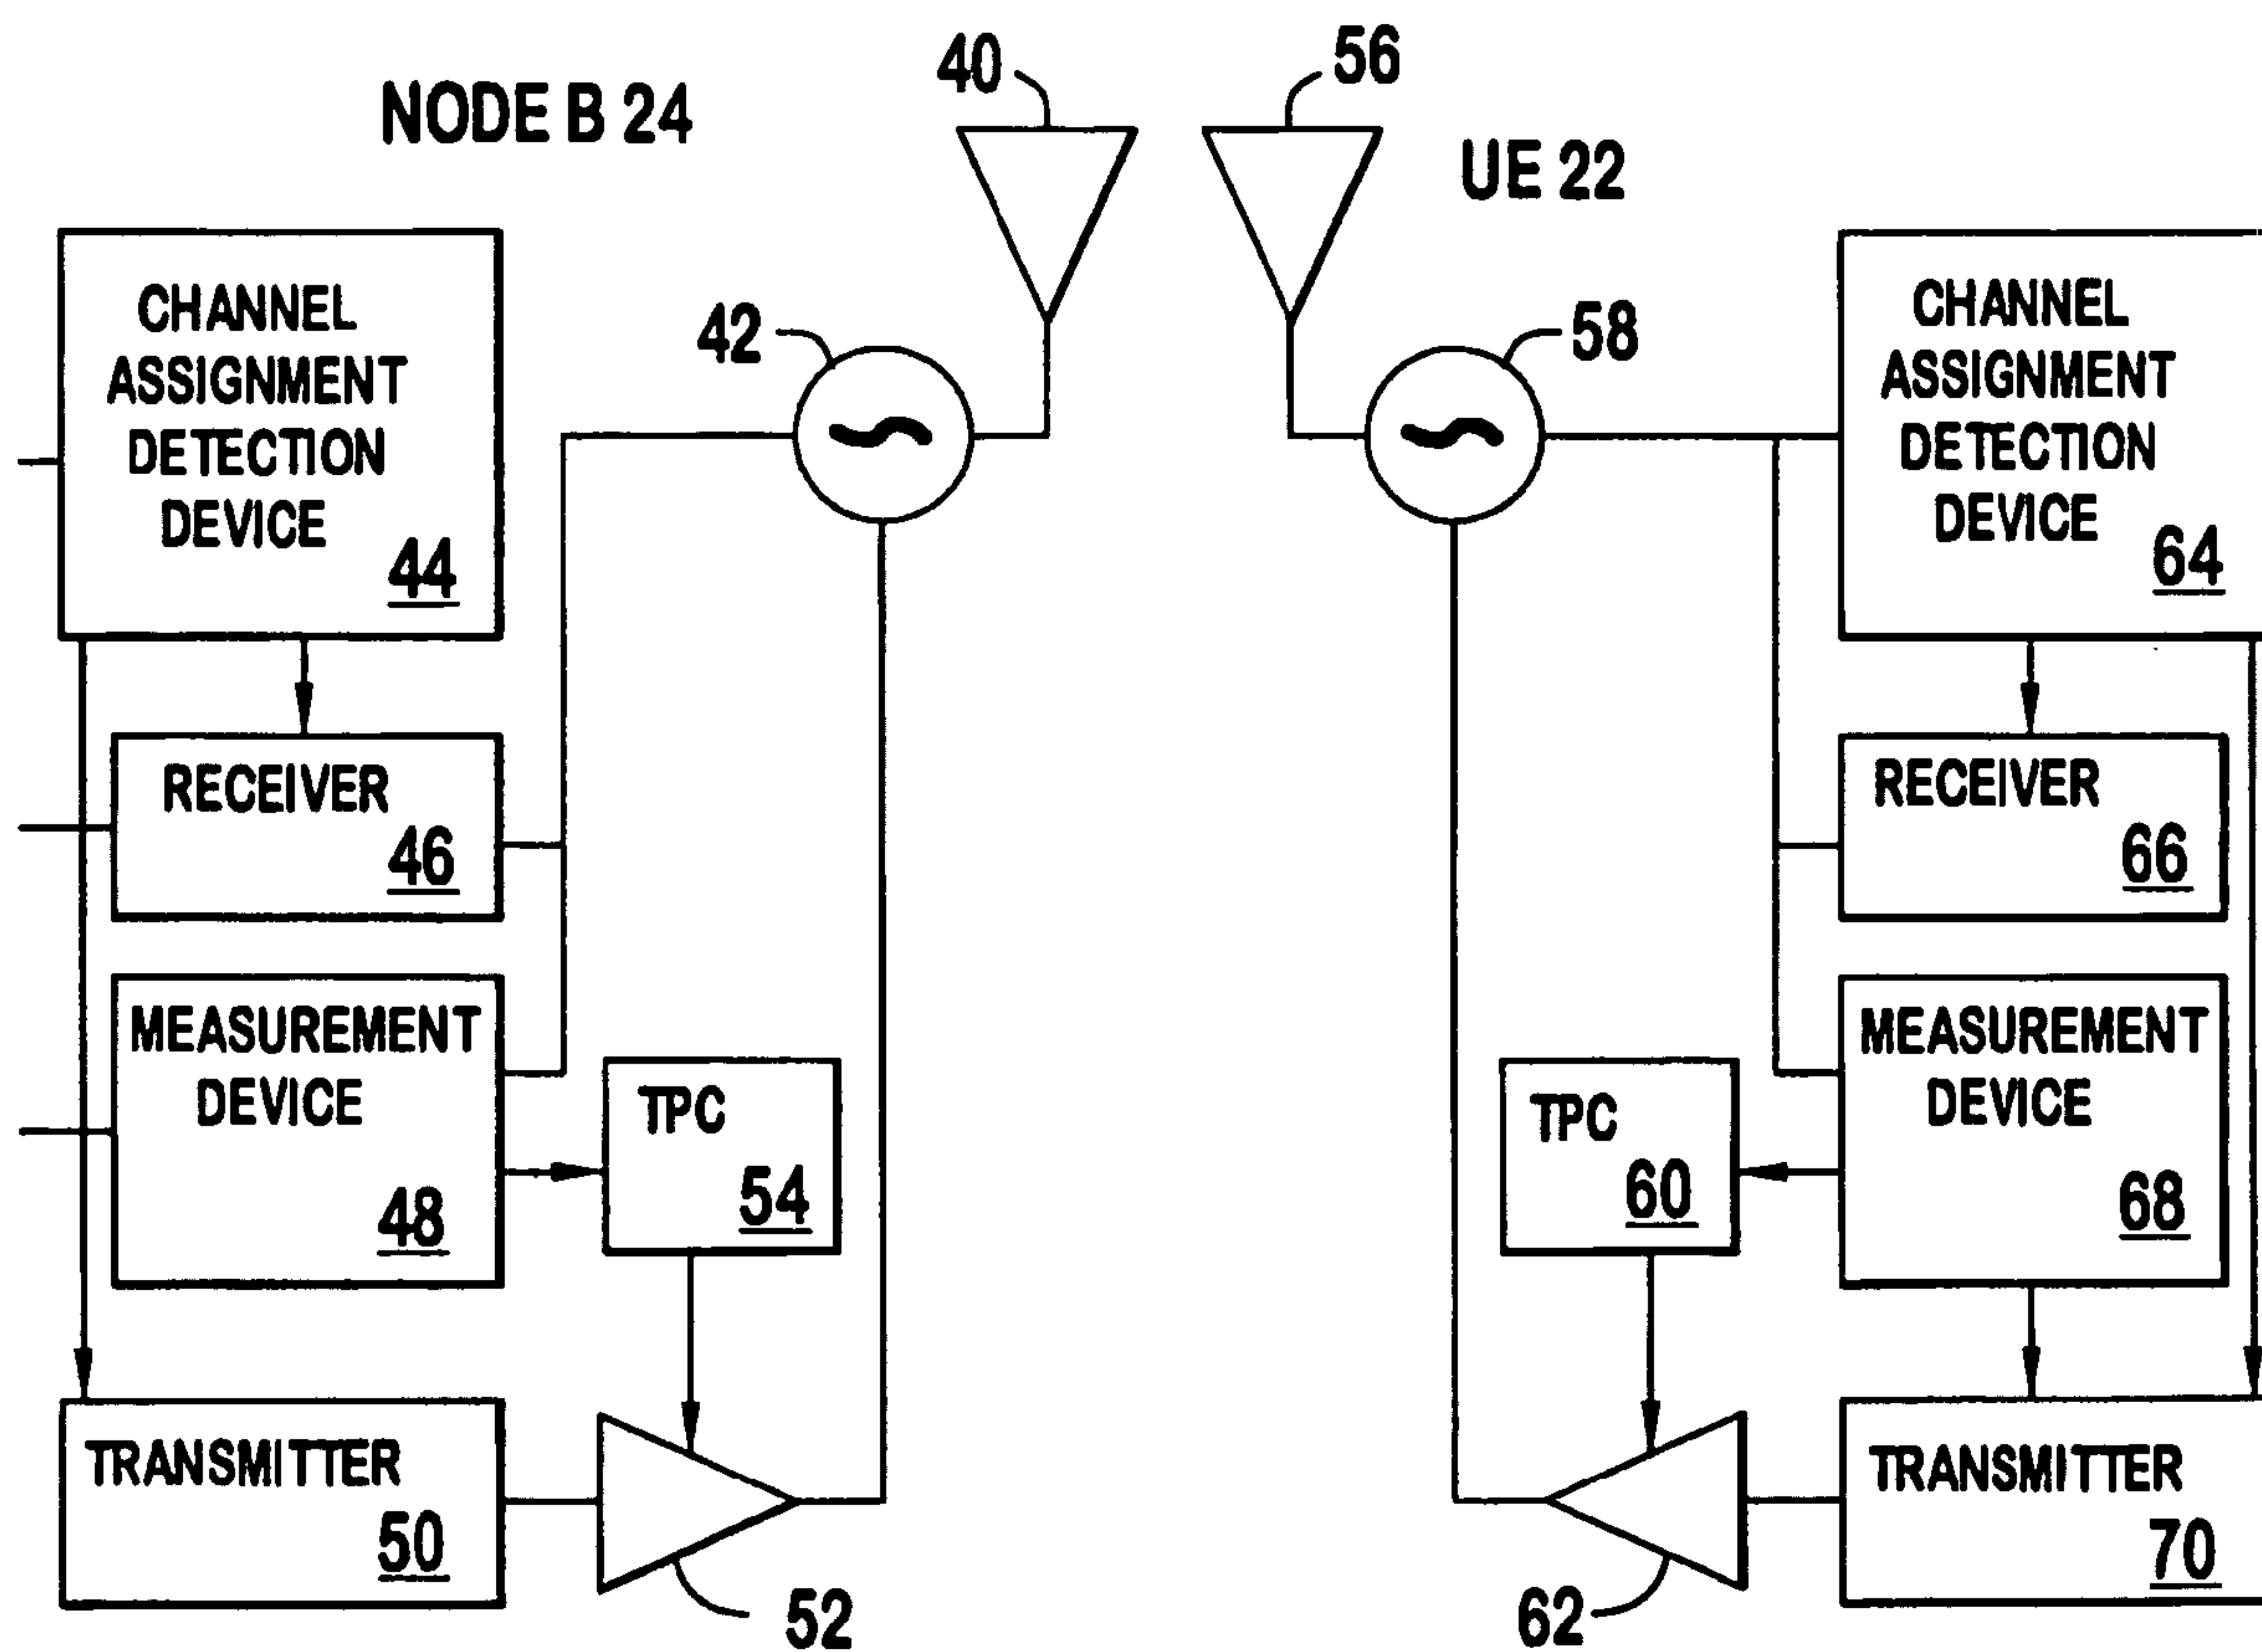 NODE B 24
40
56
UE 22
CHANNEL
ASSIGNMENT
DETECTION
DEVICE
44
42
58
CHANNEL
ASSIGNMENT
DETECTION
DEVICE
64
RECEIVER
46
RECEIVER
66
MEASUREMENT
DEVICE
48
TPC
54
TPC
60
MEASUREMENT
DEVICE
68
TRANSMITTER
50
52
62
TRANSMITTER
70